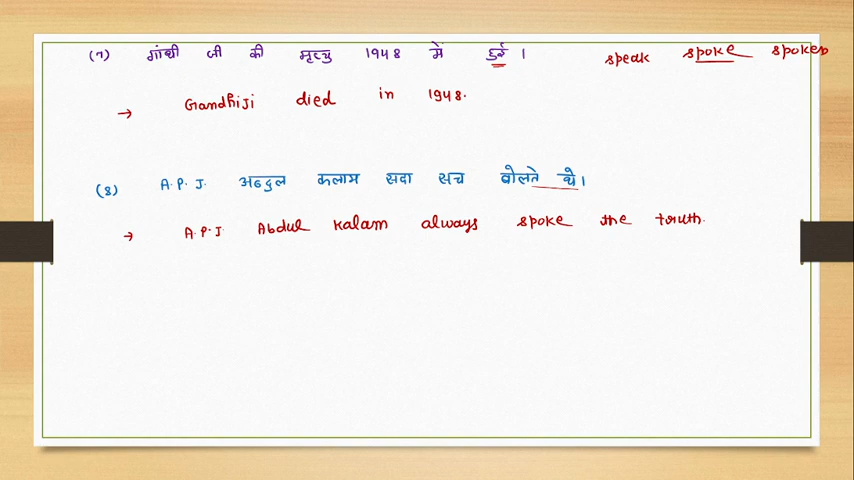 (7) गांधी जी की मृत्यु 1948 में हुई । speak spoke spoken
→ Gandhiji died in 1948.
(8) A.P.J. अब्दुल कलाम सदा सच बोलते थे।
→ A.P.J. Abdul Kalam always spoke the truth.